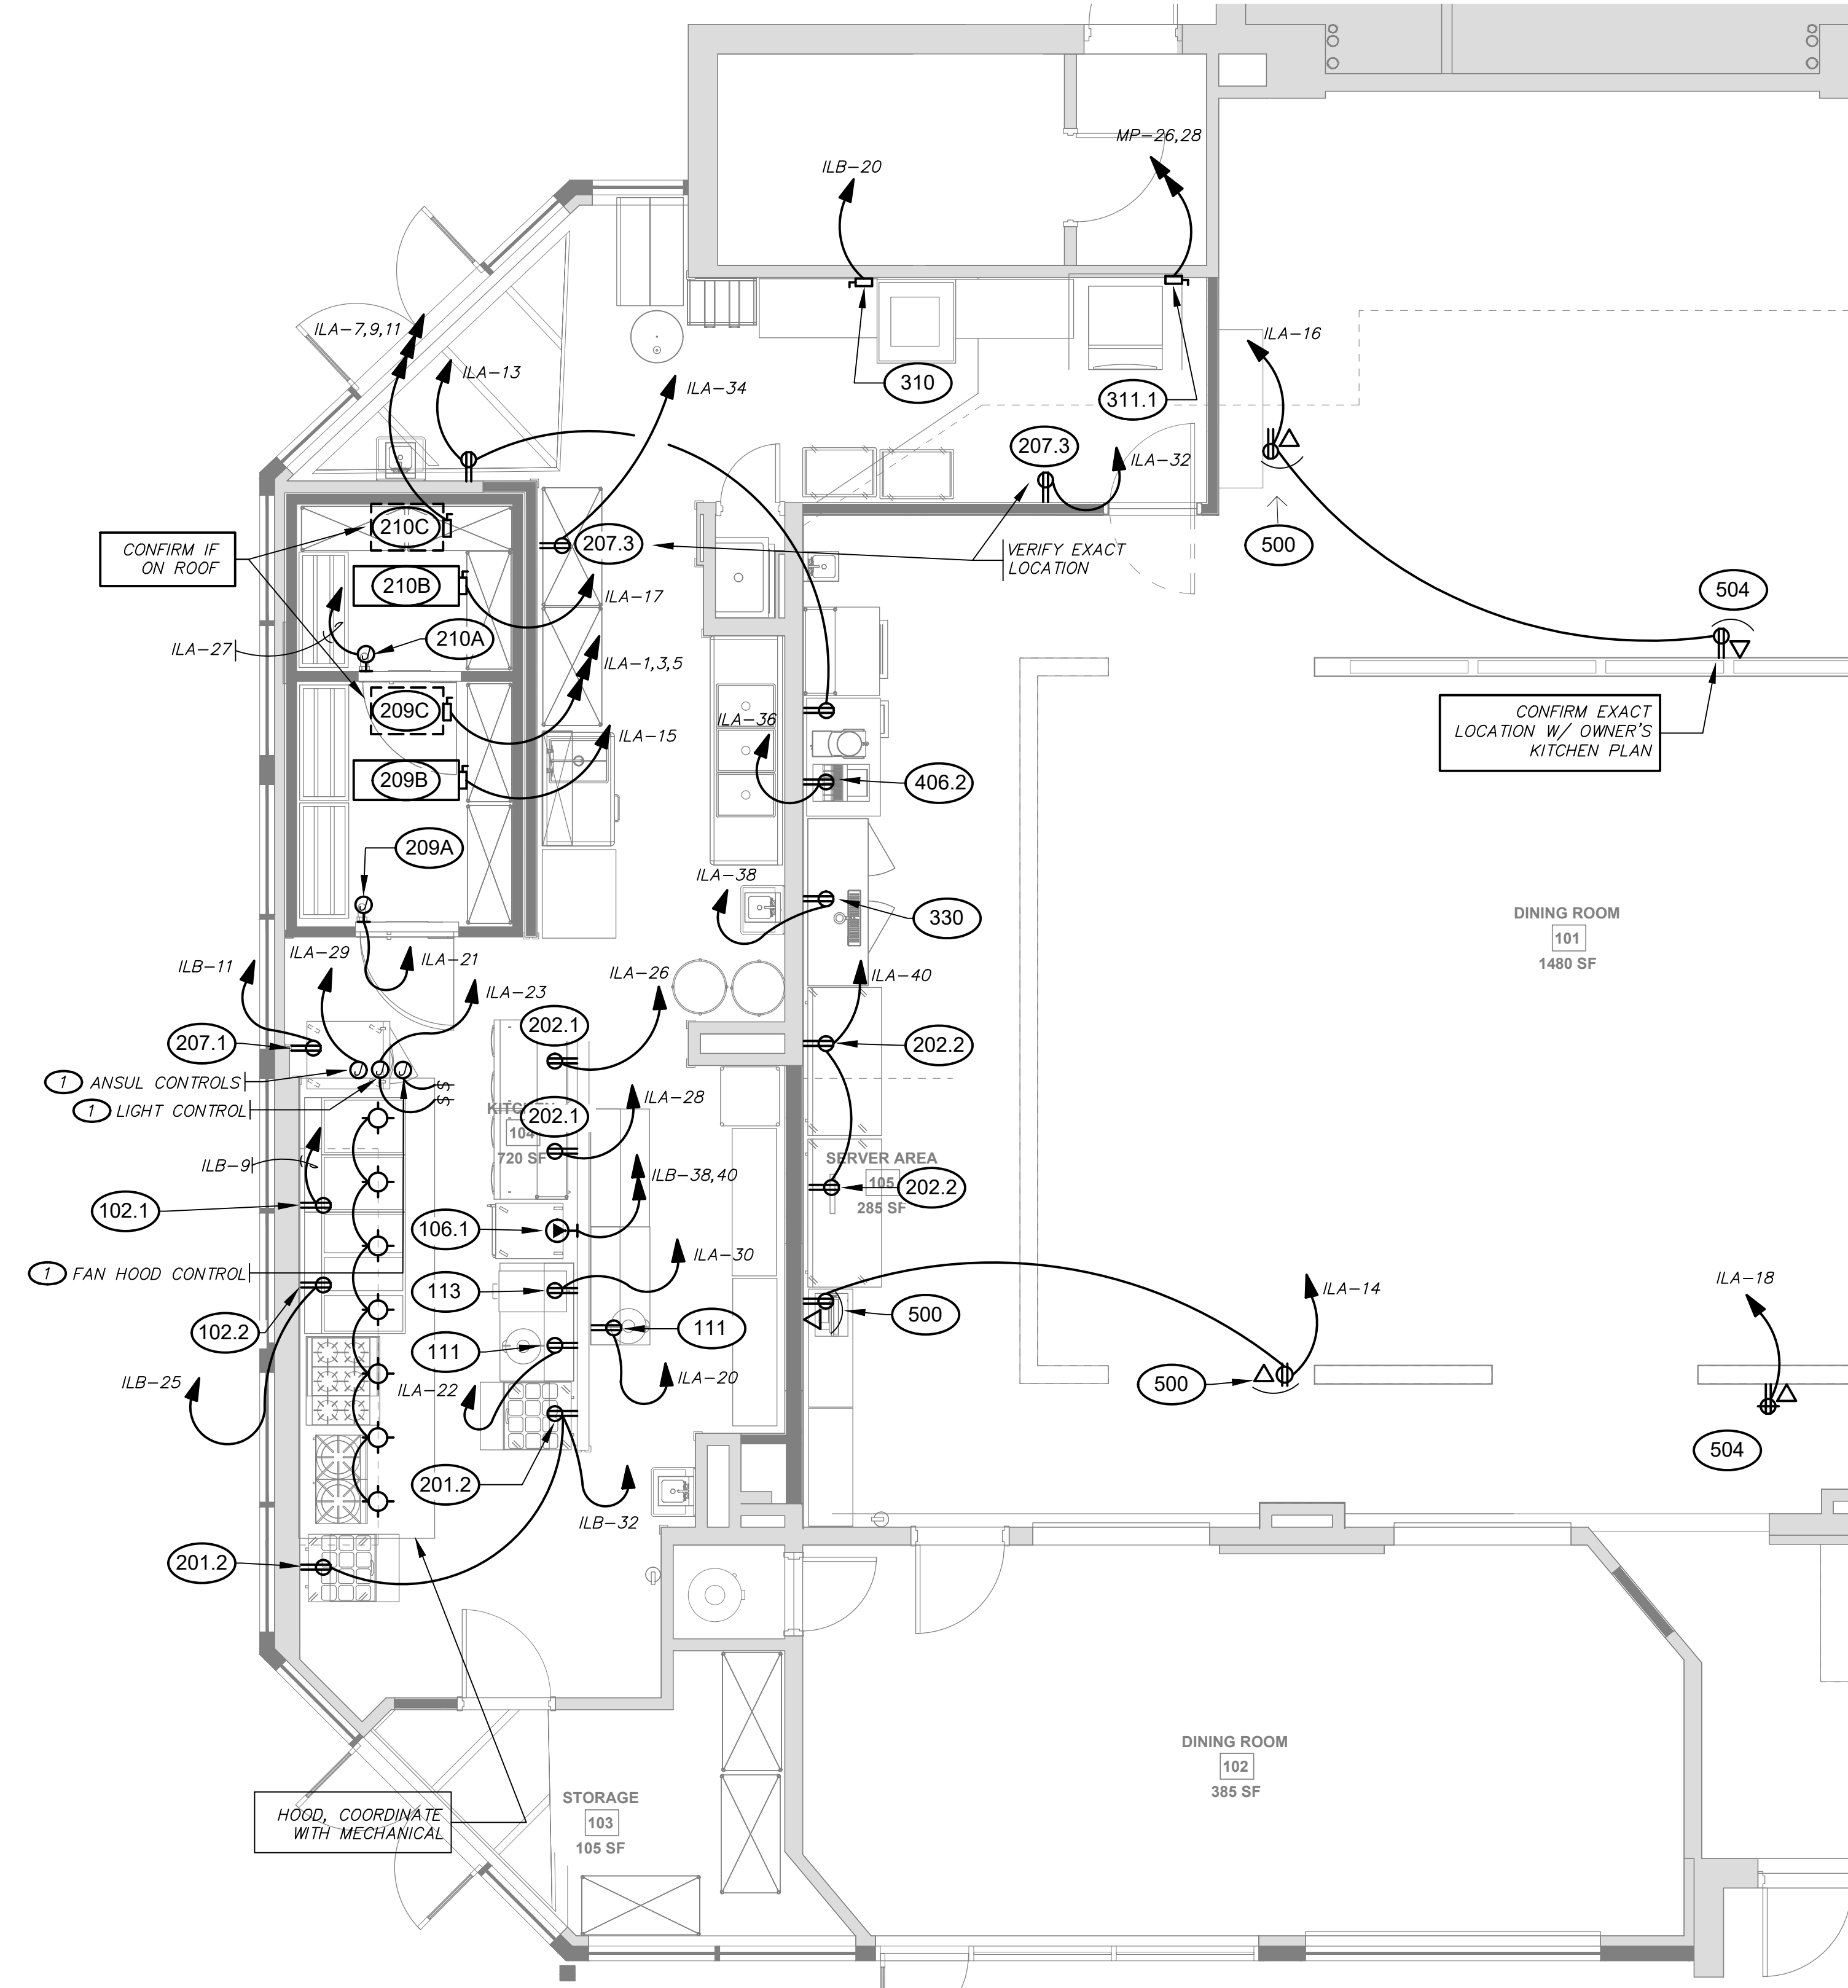 MP-26,28
ILB-20
ILA-7,9,11
ILA-13
ILA-34
ILA-16
310
311.1
207.3
ILA-32
210C
207.3
500
CONFIRM IF
ON ROOF
VERIFY EXACT
LOCATION
210B
ILA-17
504
ILA-27
210A
ILA-1,3,5
209C
ILA-36
CONFIRM EXACT
LOCATION W/ OWNER'S
KITCHEN PLAN
ILA-15
209B
406.2
209A
ILA-38
330
DINING ROOM
101
1480 SF
ILB-11
ILA-29
ILA-21
ILA-26
ILA-40
ILA-23
202.1
207.1
202.2
1 ANSUL CONTROLS
S
S
1 LIGHT CONTROL
ILA-28
KITCHEN
202.1
104
720 SF
SERVER AREA
105
285 SF
ILB-9
ILB-38,40
202.2
102.1
106.1
ILA-30
1 FAN HOOD CONTROL
113
ILA-14
ILA-18
102.2
500
111
111
ILB-25
ILA-22
ILA-20
500
504
201.2
ILB-32
201.2
DINING ROOM
102
385 SF
STORAGE
103
105 SF
HOOD, COORDINATE
WITH MECHANICAL